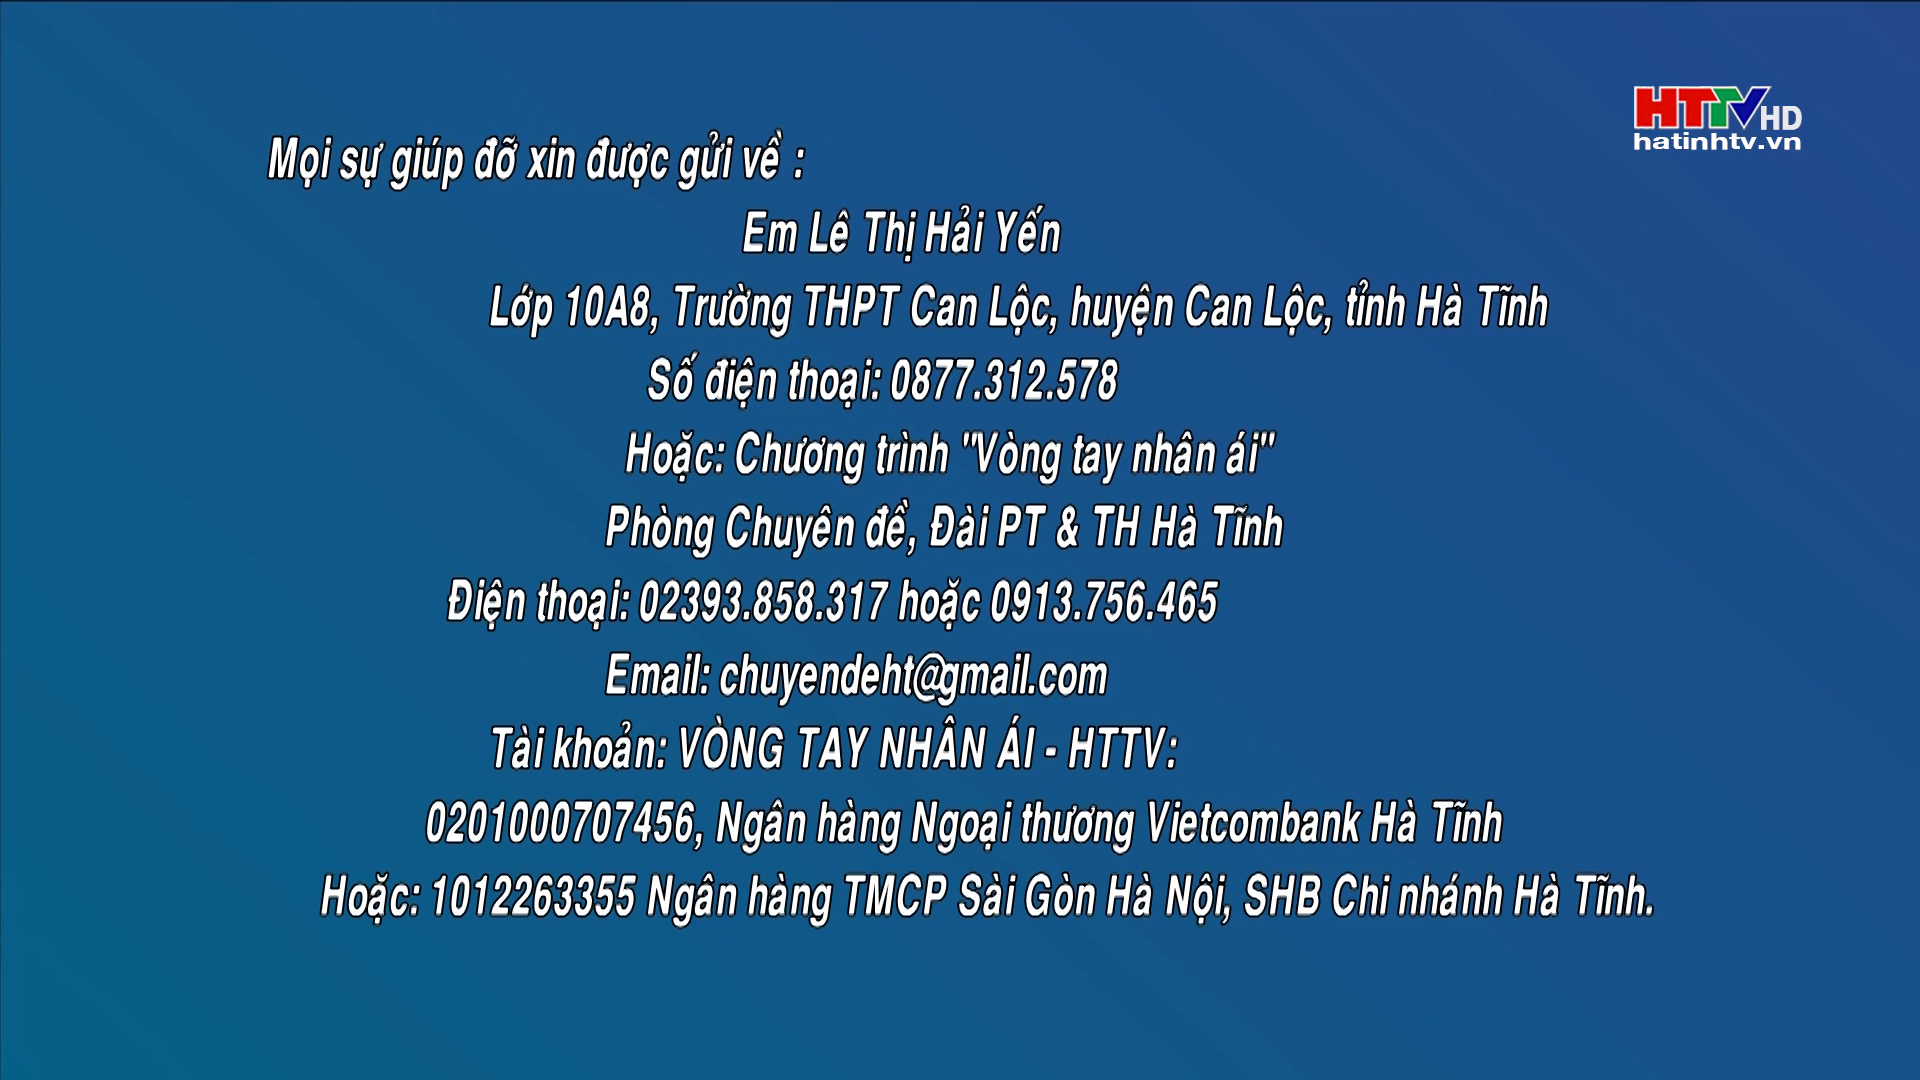 HTTV HD
hatinhtv.vn
Mọi sự giúp đỡ xin được gửi về :
Em Lê Thị Hải Yến
Lớp 10A8, Trường THPT Can Lộc, huyện Can Lộc, tỉnh Hà Tĩnh
Số điện thoại: 0877.312.578
Hoặc: Chương trình "Vòng tay nhân ái"
Phòng Chuyên đề, Đài PT & TH Hà Tĩnh
Điện thoại: 02393.858.317 hoặc 0913.756.465
Email: chuyendeht@gmail.com
Tài khoản: VÒNG TAY NHÂN ÁI - HTTV:
0201000707456, Ngân hàng Ngoại thương Vietcombank Hà Tĩnh
Hoặc: 1012263355 Ngân hàng TMCP Sài Gòn Hà Nội, SHB Chi nhánh Hà Tĩnh.